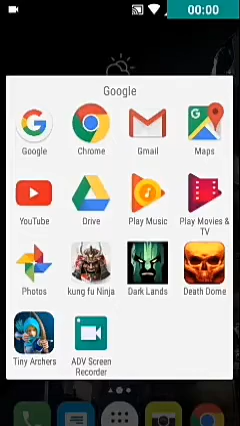 00:00
Google
Google Chrome Gmail Maps
YouTube Drive Play Music Play Movies & TV
Photos kung fu Ninja Dark Lands Death Dome
Tiny Archers ADV Screen Recorder